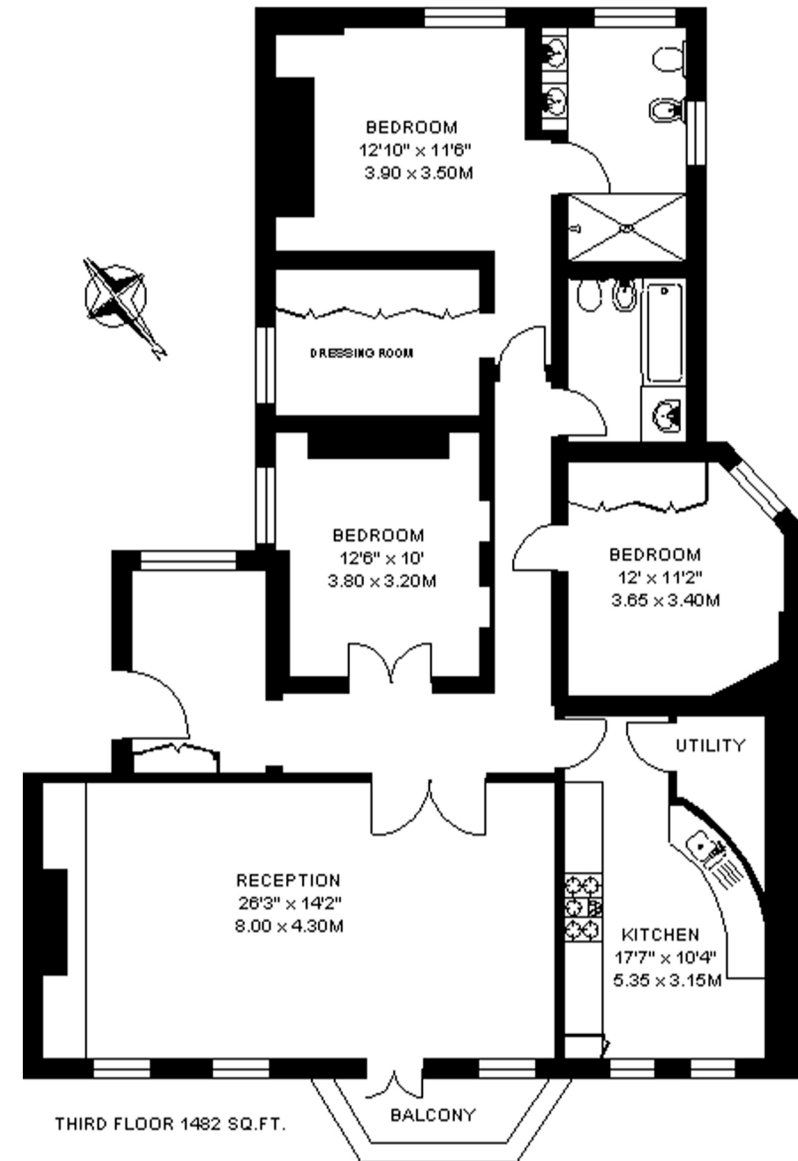 BEDROOM
12'10" x 11'6"
3.90 x 3.50M
N
DRESSING ROOM
BEDROOM
12'6" x 10'
3.80 x 3.20M
BEDROOM
12' x 11'2"
3.65 x 3.40M
UTILITY
RECEPTION
26'3" x 14'2"
8.00 x 4.30M
KITCHEN
17'7" x 10'4"
5.35 x 3.15M
BALCONY
THIRD FLOOR 1482 SQ.FT.